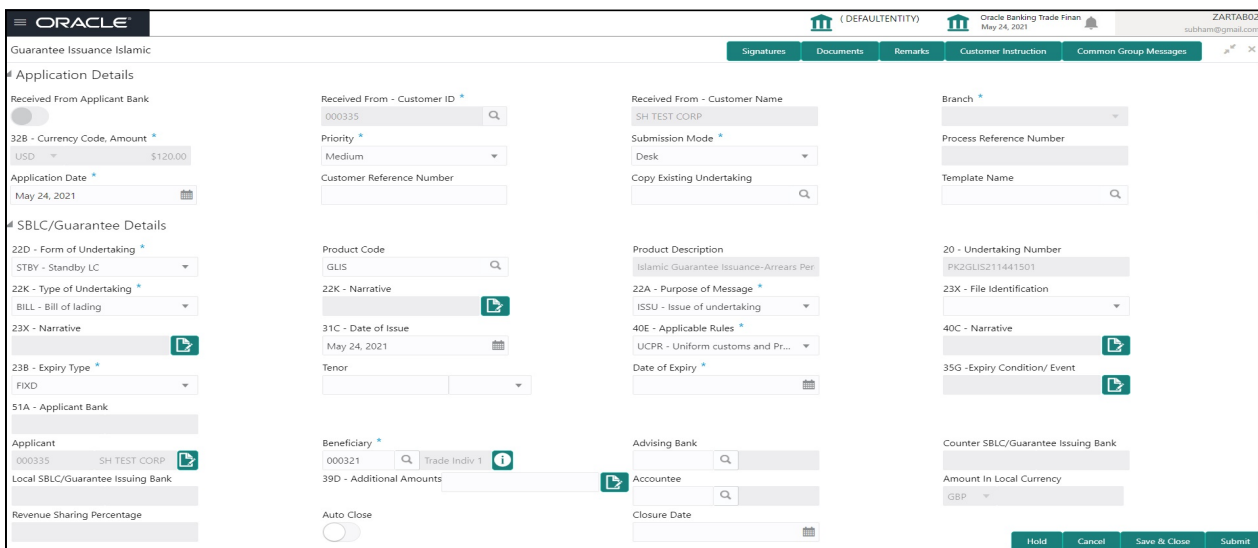 ORACLE
( DEFAULTENTITY)
Oracle Banking Trade Finan
May 24, 2021
ZARTAB02
subham@gmail.com
Guarantee Issuance Islamic
Signatures Documents Remarks Customer Instruction Common Group Messages
Application Details
Received From Applicant Bank Received From - Customer ID * Received From - Customer Name Branch *
000335 SH TEST CORP
32B - Currency Code, Amount * Priority * Submission Mode * Process Reference Number
USD $120.00 Medium Desk
Application Date * Customer Reference Number Copy Existing Undertaking Template Name
May 24, 2021
SBLC/Guarantee Details
22D - Form of Undertaking * Product Code Product Description 20 - Undertaking Number
STBY - Standby LC GLIS Islamic Guarantee Issuance-Arrears Per PK2GLIS211441501
22K - Type of Undertaking * 22K - Narrative 22A - Purpose of Message * 23X - File Identification
BILL - Bill of lading ISSU - Issue of undertaking
23X - Narrative 31C - Date of Issue 40E - Applicable Rules * 40C - Narrative
May 24, 2021 UCPR - Uniform customs and Pr...
23B - Expiry Type * Tenor Date of Expiry * 35G -Expiry Condition/ Event
FIXD
51A - Applicant Bank
Applicant Beneficiary * Advising Bank Counter SBLC/Guarantee Issuing Bank
000335 SH TEST CORP 000321 Trade Indiv 1
Local SBLC/Guarantee Issuing Bank 39D - Additional Amounts Accountee Amount In Local Currency
GBP
Revenue Sharing Percentage Auto Close Closure Date
Hold Cancel Save & Close Submit